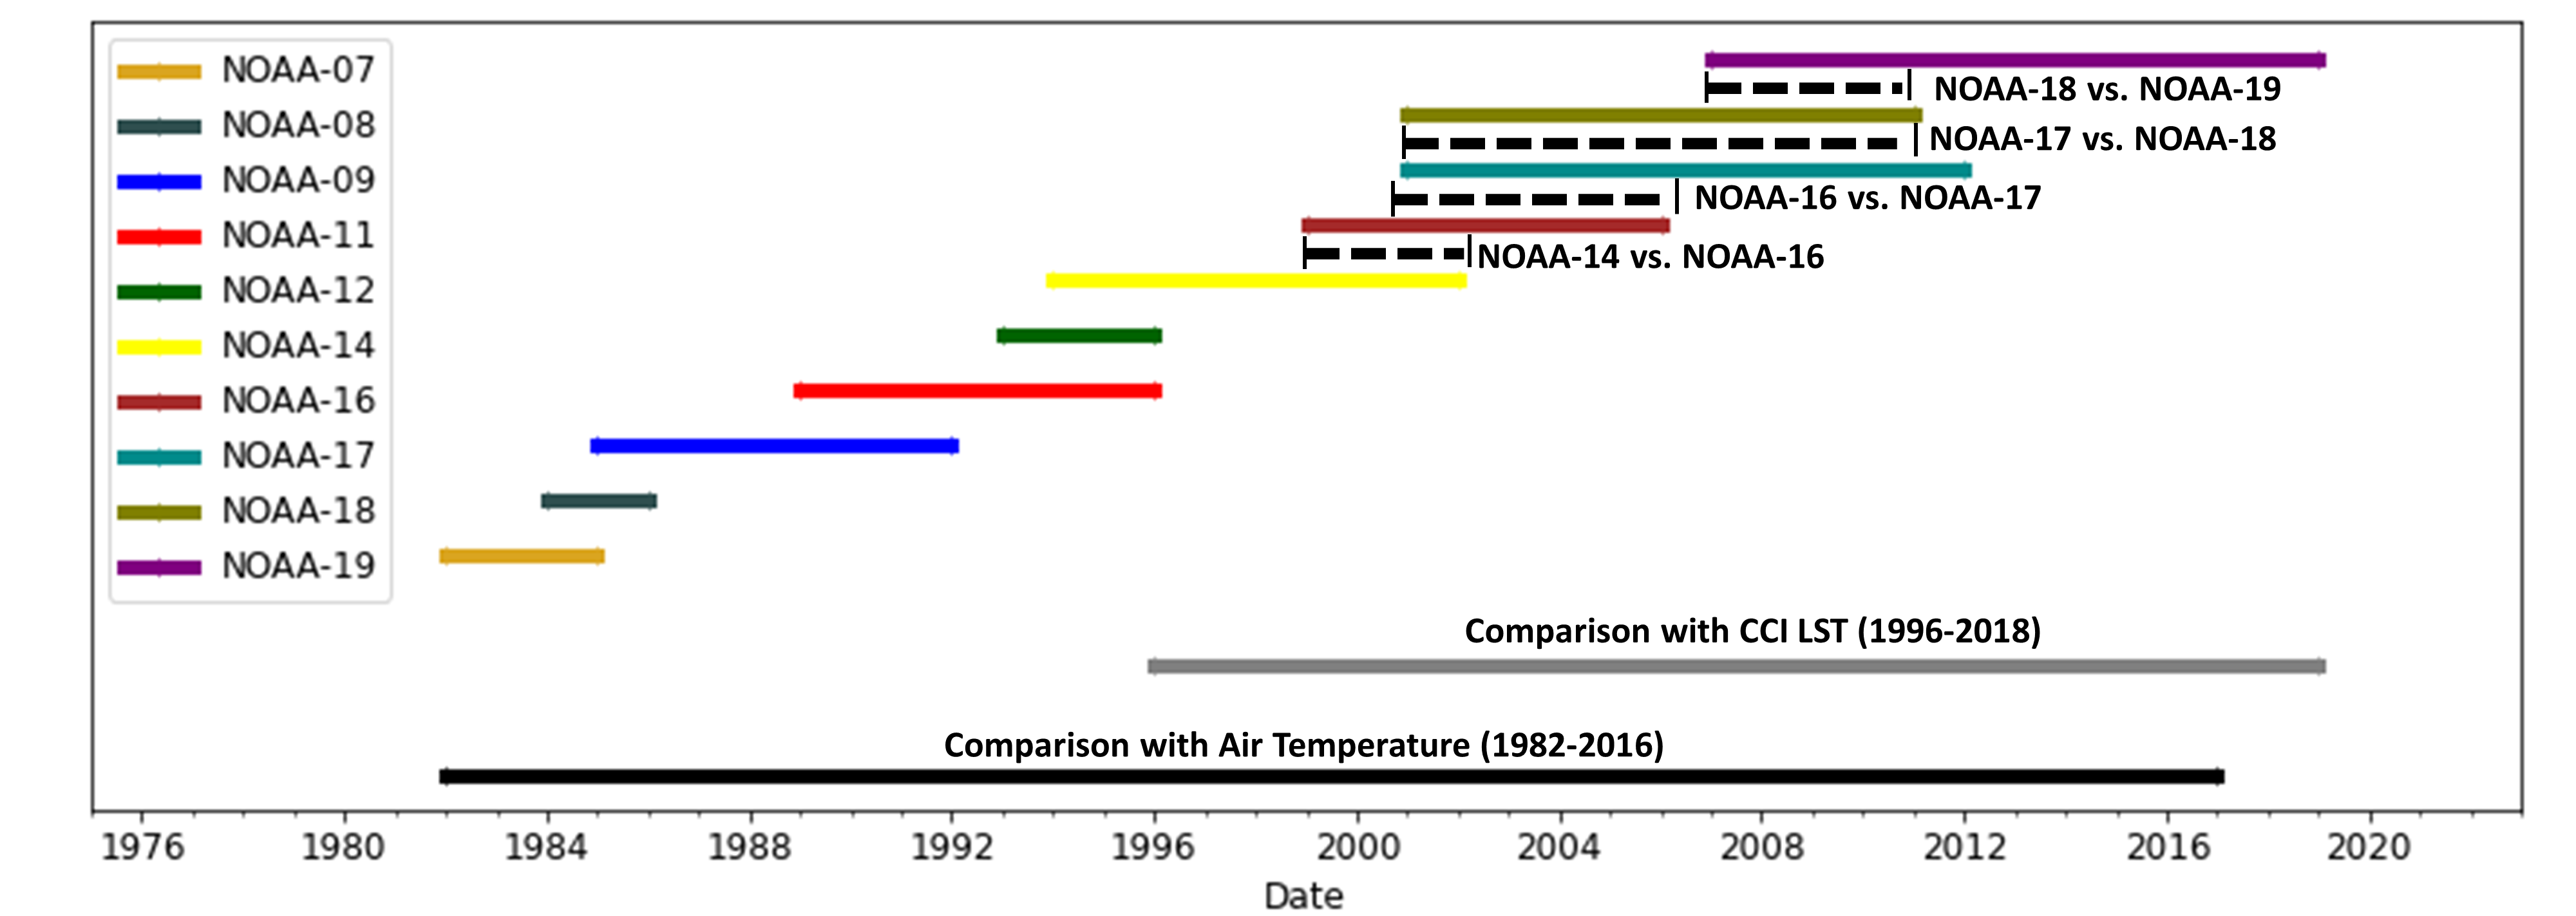 NOAA-07
NOAA-08
NOAA-09
NOAA-11
NOAA-12
NOAA-14
NOAA-16
NOAA-17
NOAA-18
NOAA-19
NOAA-18 vs. NOAA-19
NOAA-17 vs. NOAA-18
NOAA-16 vs. NOAA-17
NOAA-14 vs. NOAA-16
Comparison with CCI LST (1996-2018)
Comparison with Air Temperature (1982-2016)
1976 1980 1984 1988 1992 1996 2000 2004 2008 2012 2016 2020
Date